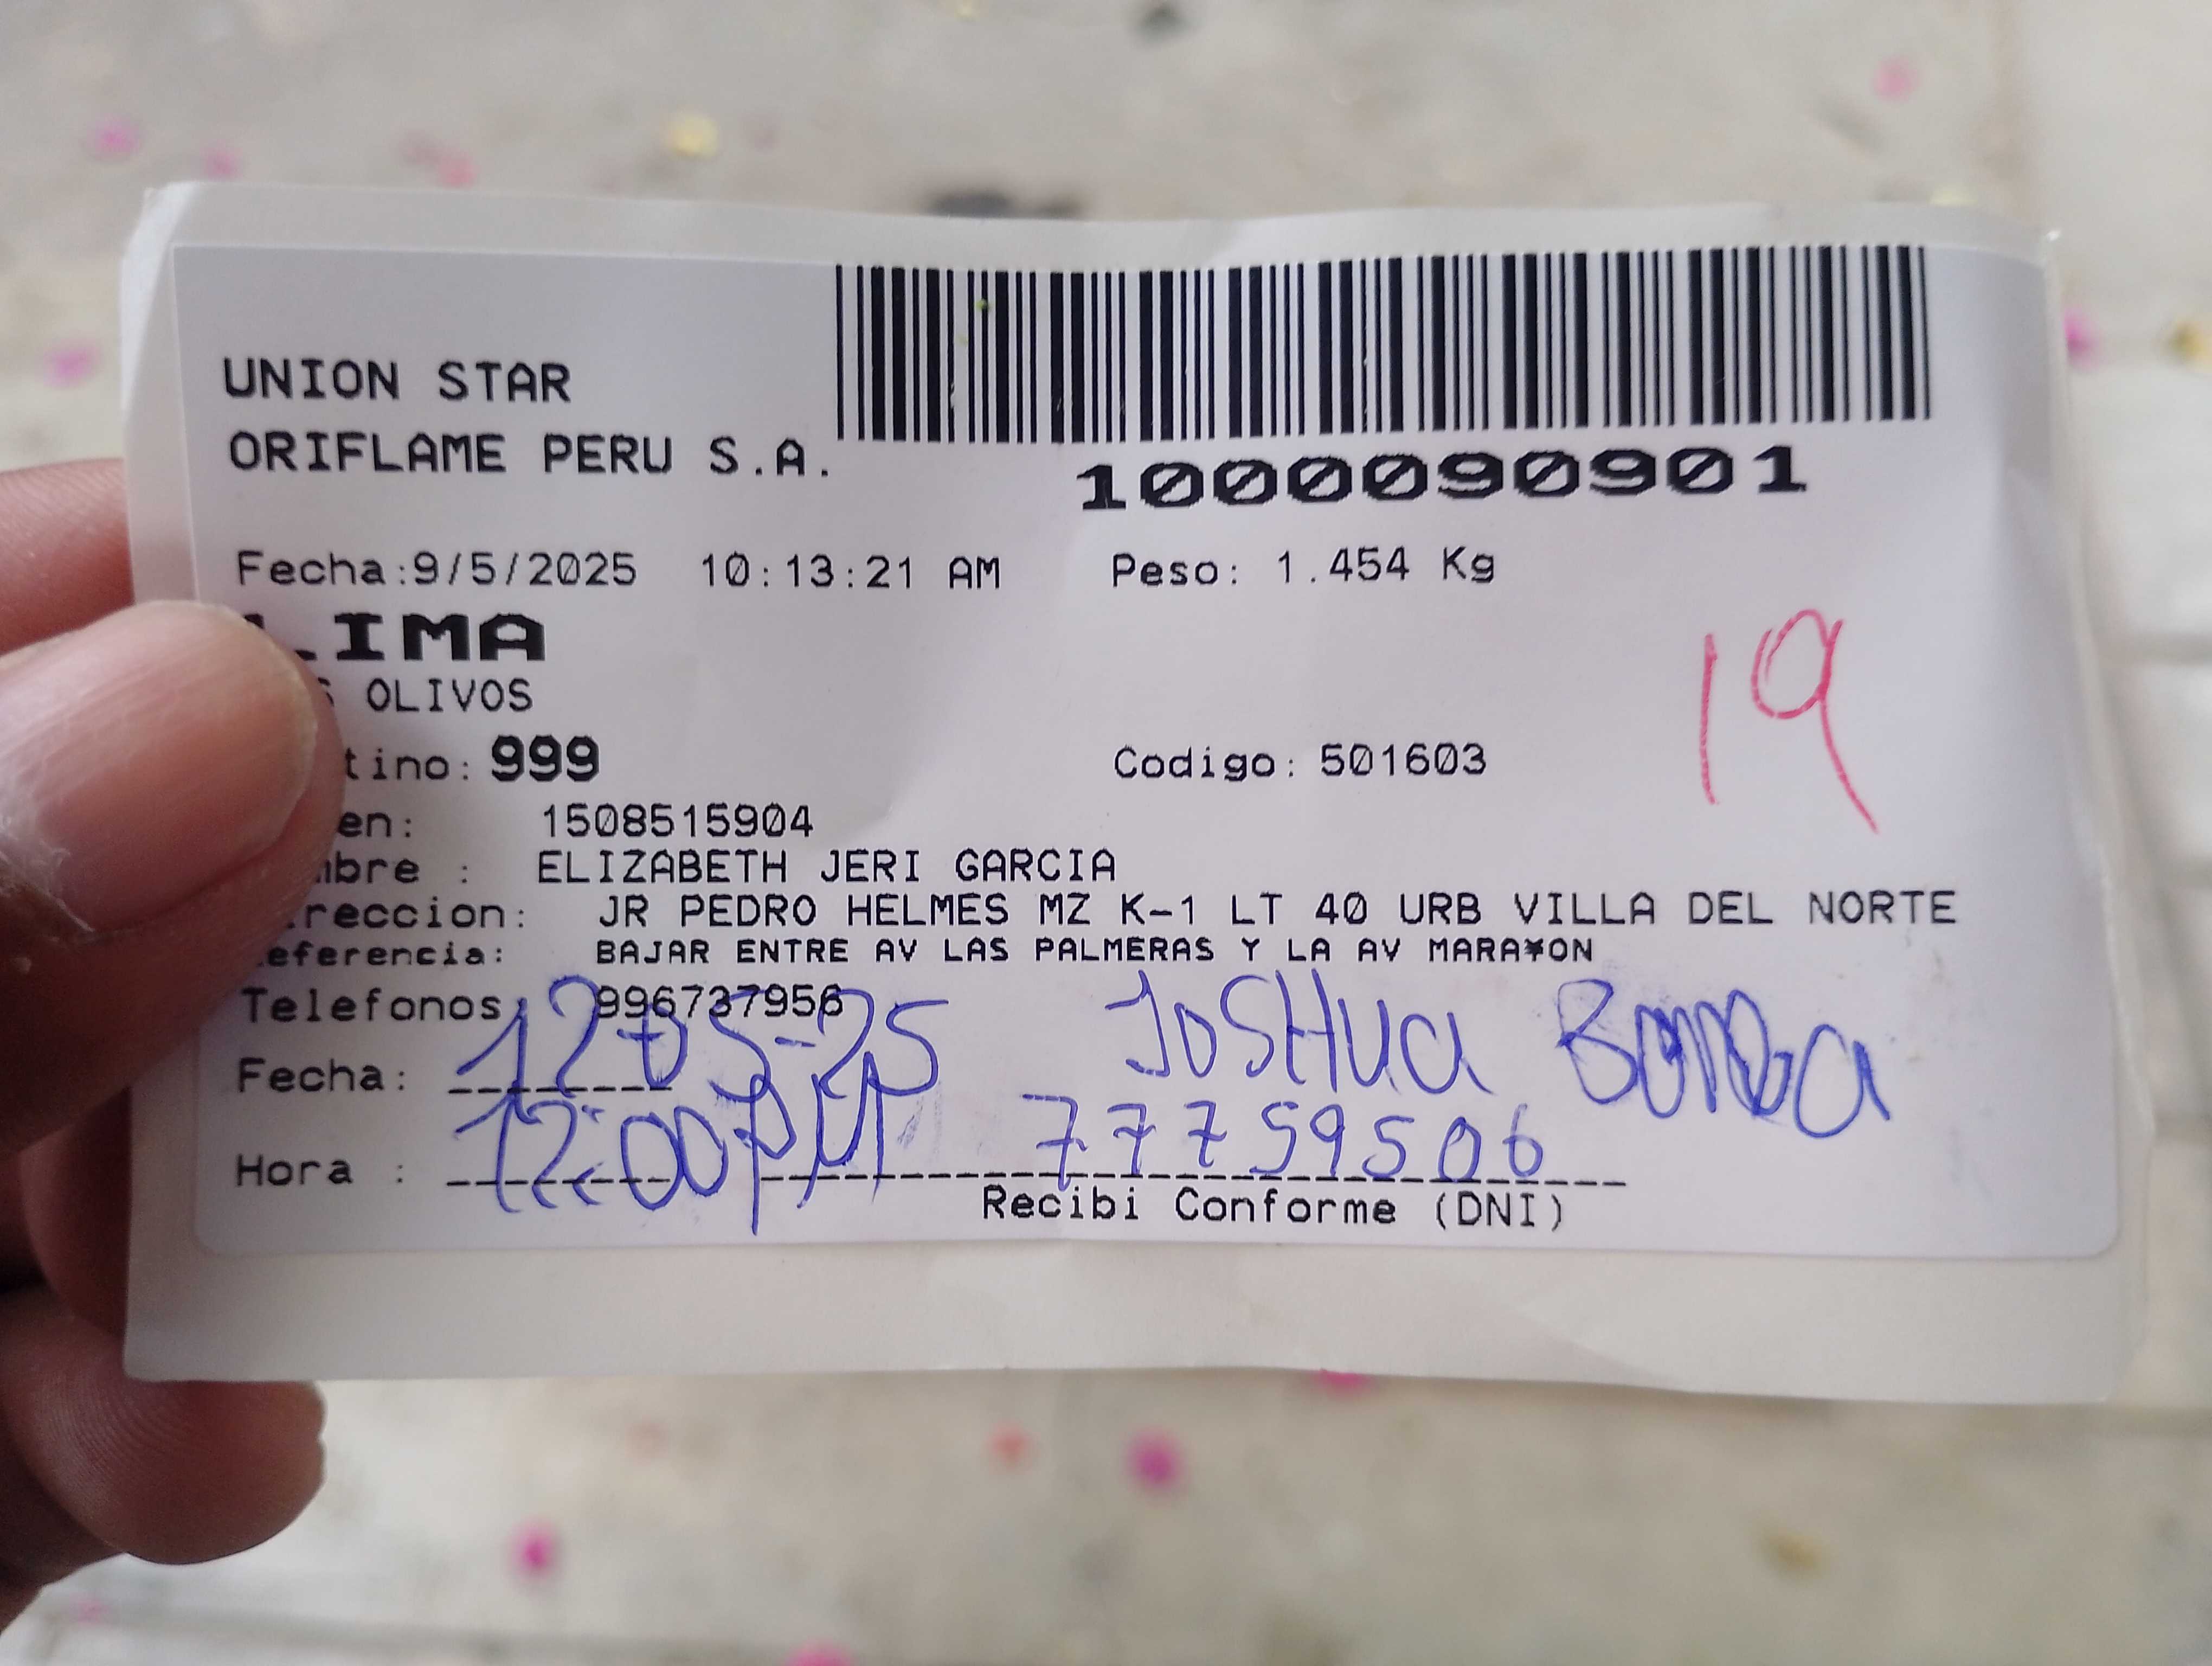 UNION STAR
ORIFLAME PERU S.A.
1000090901
Fecha:9/5/2025 10:13:21 AM Peso: 1.454 Kg
LIMA
OLIVOS
19
tino: 999 Codigo: 501603
en: 1508515904
mbre : ELIZABETH JERI GARCIA
reccion: JR PEDRO HELMES MZ K-1 LT 40 URB VILLA DEL NORTE
eferencia: BAJAR ENTRE AV LAS PALMERAS Y LA AV MARA¥ON
Telefonos: 996737956
Fecha: 12-05-25 JOSHUA
Hora : 12:00 PM 77759506
Recibi Conforme (DNI)